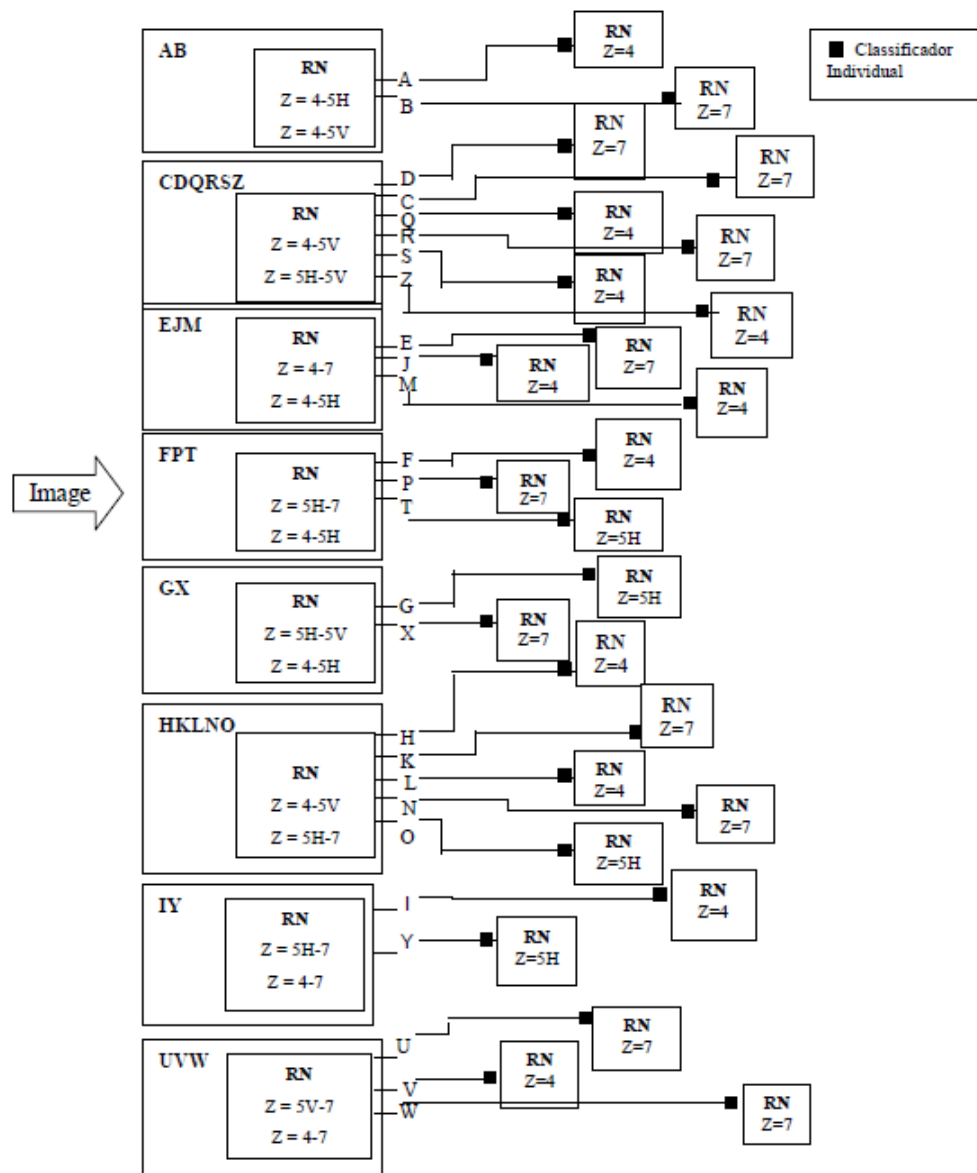 AB
RN
Z = 4-5H
Z = 4-5V
A
B
RN
Z=4
RN
Z=7
Classificador
Individual
CDQRSZ
RN
Z = 4-5V
Z = 5H-5V
D
C
Q
R
S
Z
RN
Z=7
RN
Z=7
RN
Z=4
RN
Z=7
RN
Z=4
RN
Z=4
EJM
RN
Z = 4-7
Z = 4-5H
E
J
M
RN
Z=7
RN
Z=4
RN
Z=4
Image
FPT
RN
Z = 5H-7
Z = 4-5H
F
P
T
RN
Z=4
RN
Z=7
RN
Z=5H
GX
RN
Z = 5H-5V
Z = 4-5H
G
X
RN
Z=5H
RN
Z=7
HKLNO
RN
Z = 4-5V
Z = 5H-7
H
K
L
N
O
RN
Z=4
RN
Z=7
RN
Z=4
RN
Z=7
RN
Z=5H
IY
RN
Z = 5H-7
Z = 4-7
I
Y
RN
Z=4
RN
Z=5H
UVW
RN
Z = 5V-7
Z = 4-7
U
V
W
RN
Z=7
RN
Z=4
RN
Z=7